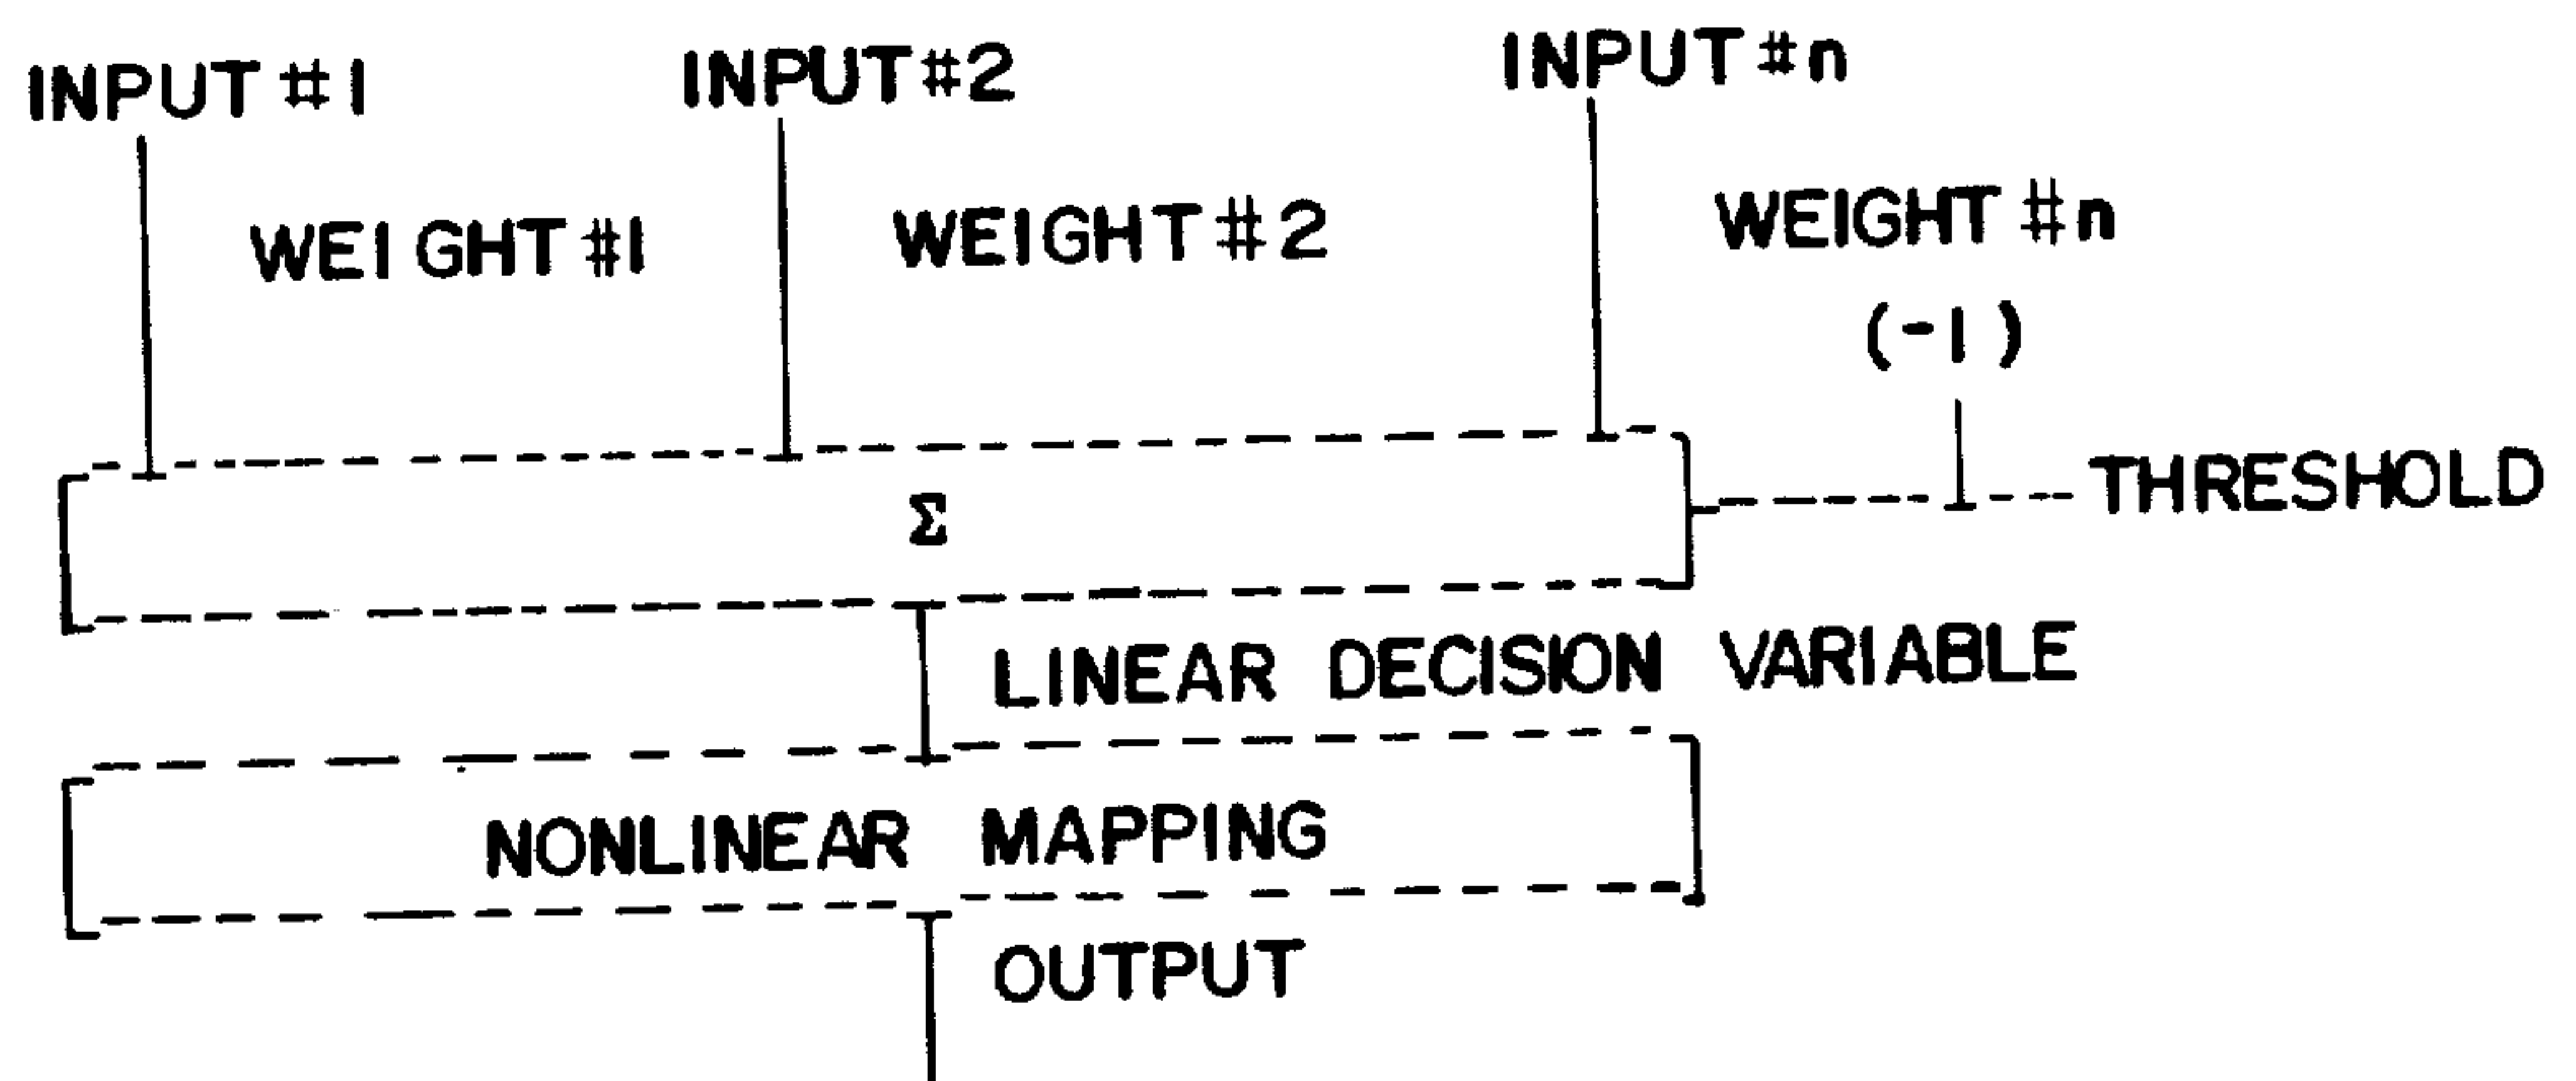 INPUT #1 INPUT #2 INPUT #n
WEIGHT #1 WEIGHT #2 WEIGHT #n
(-1)
Σ THRESHOLD
LINEAR DECISION VARIABLE
NONLINEAR MAPPING
OUTPUT